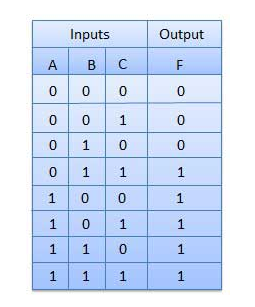 Inputs Output
A B C F
0 0 0 0
0 0 1 0
0 1 0 0
0 1 1 1
1 0 0 1
1 0 1 1
1 1 0 1
1 1 1 1